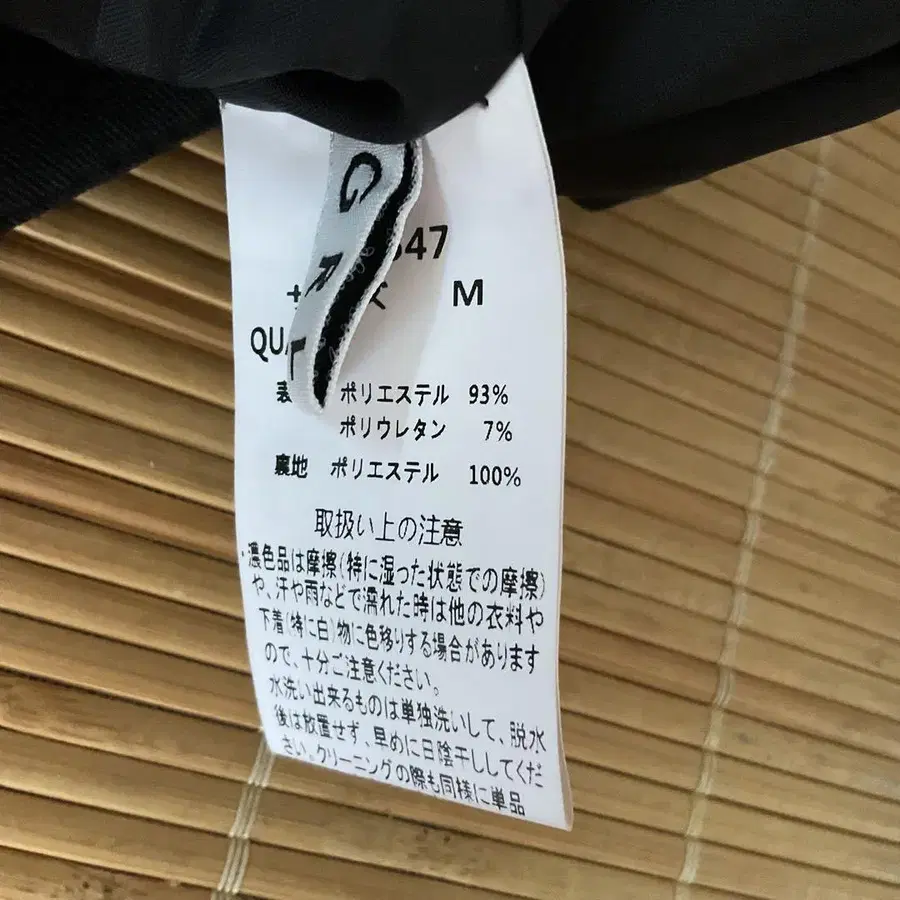 G
647
M
QUA
表 ポリエステル 93%
ポリウレタン 7%
裏地 ポリエステル 100%
取扱い上の注意
・濃色品は摩擦(特に湿った状態での摩擦)
や、汗や雨などで濡れた時は他の衣料や
下着(特に白)物に色移りする場合があります
ので、十分ご注意ください。
水洗い出来るものは単独洗いして、脱水
後は放置せず、早めに日陰干ししてくだ
さい。クリーニングの際も同様に単品